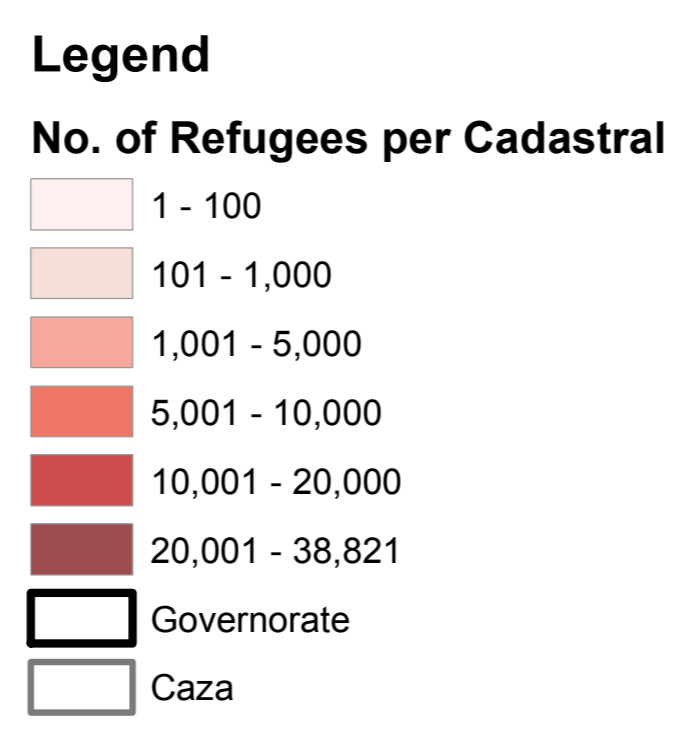 Legend
No. of Refugees per Cadastral
1 - 100
101 - 1,000
1,001 - 5,000
5,001 - 10,000
10,001 - 20,000
20,001 - 38,821
Governorate
Caza